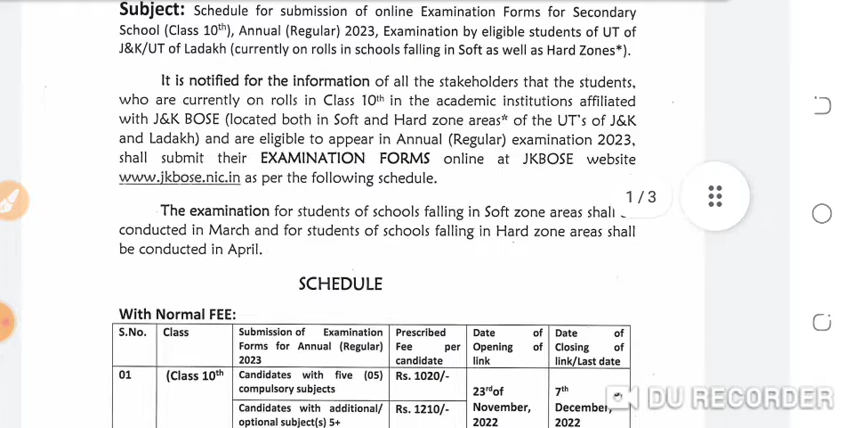 Subject: Schedule for submission of online Examination Forms for Secondary
School (Class 10th), Annual (Regular) 2023, Examination by eligible students of UT of
J&K/UT of Ladakh (currently on rolls in schools falling in Soft as well as Hard Zones*).
It is notified for the information of all the stakeholders that the students,
who are currently on rolls in Class 10th in the academic institutions affiliated
with J&K BOSE (located both in Soft and Hard zone areas* of the UT's of J&K
and Ladakh) and are eligible to appear in Annual (Regular) examination 2023,
shall submit their EXAMINATION FORMS online at JKBOSE website
www.jkbose.nic.in as per the following schedule.
1/3
The examination for students of schools falling in Soft zone areas shall
conducted in March and for students of schools falling in Hard zone areas shall
be conducted in April.
SCHEDULE
With Normal FEE:
S.No. Class Submission of Examination Prescribed Date of Date of
Forms for Annual (Regular) Fee per Opening of Closing of
2023 candidate link link/Last date
01 (Class 10th Candidates with five (05) Rs. 1020/-
compulsory subjects 23rd of 7th
Candidates with additional/ Rs. 1210/- November, December,
optional subject(s) 5+ 2022 2022
DU RECORDER